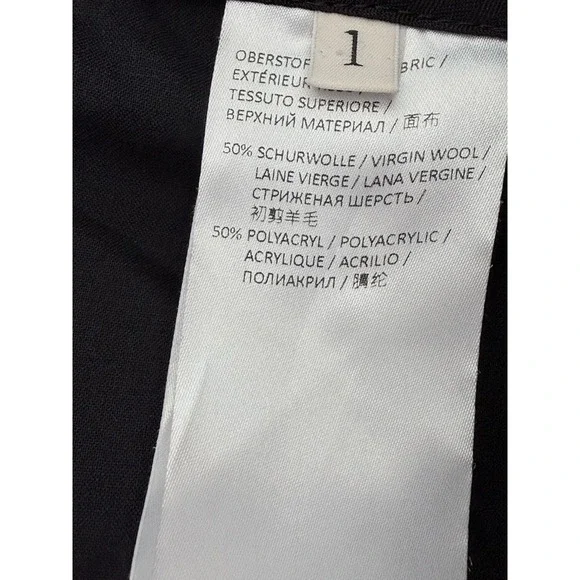 1
OBERSTOF BRIC /
EXTÉRIEUR
TESSUTO SUPERIORE /
ВЕРХНИЙ МАТЕРИАЛ / 面布
50% SCHURWOLLE / VIRGIN WOOL /
LAINE VIERGE / LANA VERGINE /
СТРИЖЕНАЯ ШЕРСТЬ /
初剪羊毛
50% POLYACRYL / POLYACRYLIC /
ACRYLIQUE / ACRILIO /
ПОЛИАКРИЛ / 腈纶